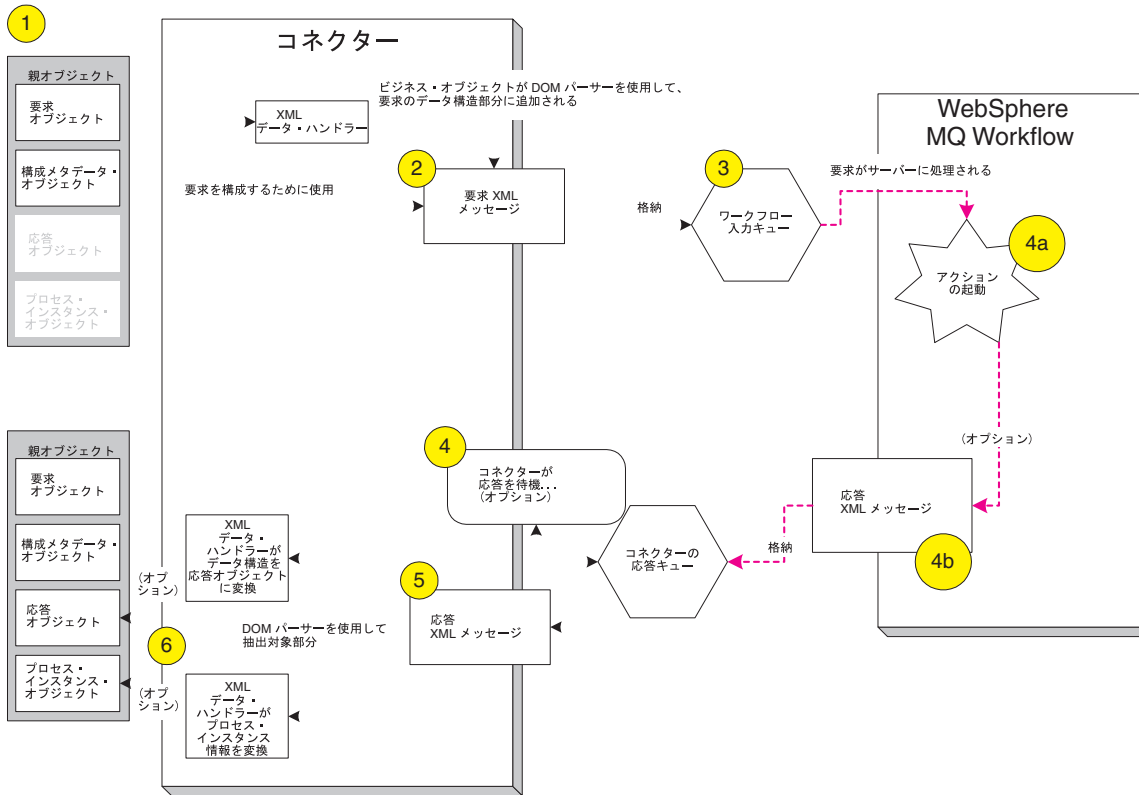 1
親オブジェクト
要求
オブジェクト
構成メタデータ・
オブジェクト
応答
オブジェクト
プロセス・
インスタンス・
オブジェクト
コネクター
ビジネス・オブジェクトが DOM パーサーを使用して、
要求のデータ構造部分に追加される
XML
データ・ハンドラー
要求を構成するために使用
2
要求 XML
メッセージ
格納
3
ワークフロー
入力キュー
WebSphere
MQ Workflow
要求がサーバーに処理される
4a
アクション
の起動
(オプション)
応答
XML メッセージ
4b
格納
コネクターの
応答キュー
4
コネクターが
応答を待機...
(オプション)
5
応答
XML メッセージ
DOM パーサーを使用して
抽出対象部分
XML
データ・
ハンドラーが
データ構造を
応答オブジェクト
に変換
XML
データ・
ハンドラーが
プロセス・
インスタンス
情報を変換
6
(オプ
ション)
(オプ
ション)
親オブジェクト
要求
オブジェクト
構成メタデータ・
オブジェクト
応答
オブジェクト
プロセス・
インスタンス・
オブジェクト